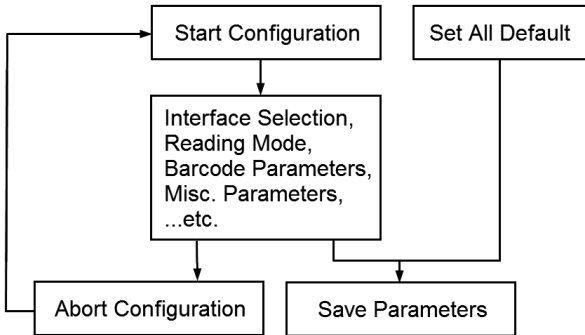 Start Configuration
Set All Default
Interface Selection,
Reading Mode,
Barcode Parameters,
Misc. Parameters,
...etc.
Abort Configuration
Save Parameters